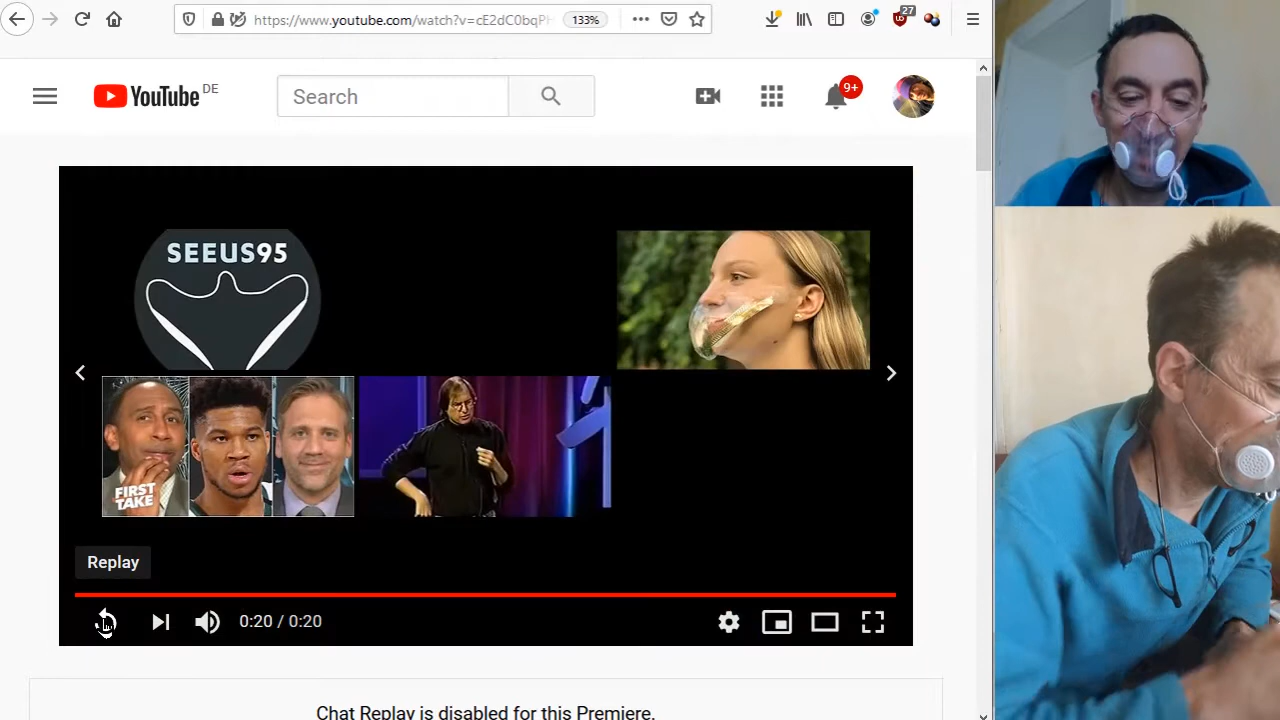 https://www.youtube.com/watch?v=cE2dC0bqP
133%
27
YouTube DE
Search
9+
SEEUS95
FIRST
TAKE
Replay
0:20 / 0:20
Chat Replay is disabled for this Premiere.